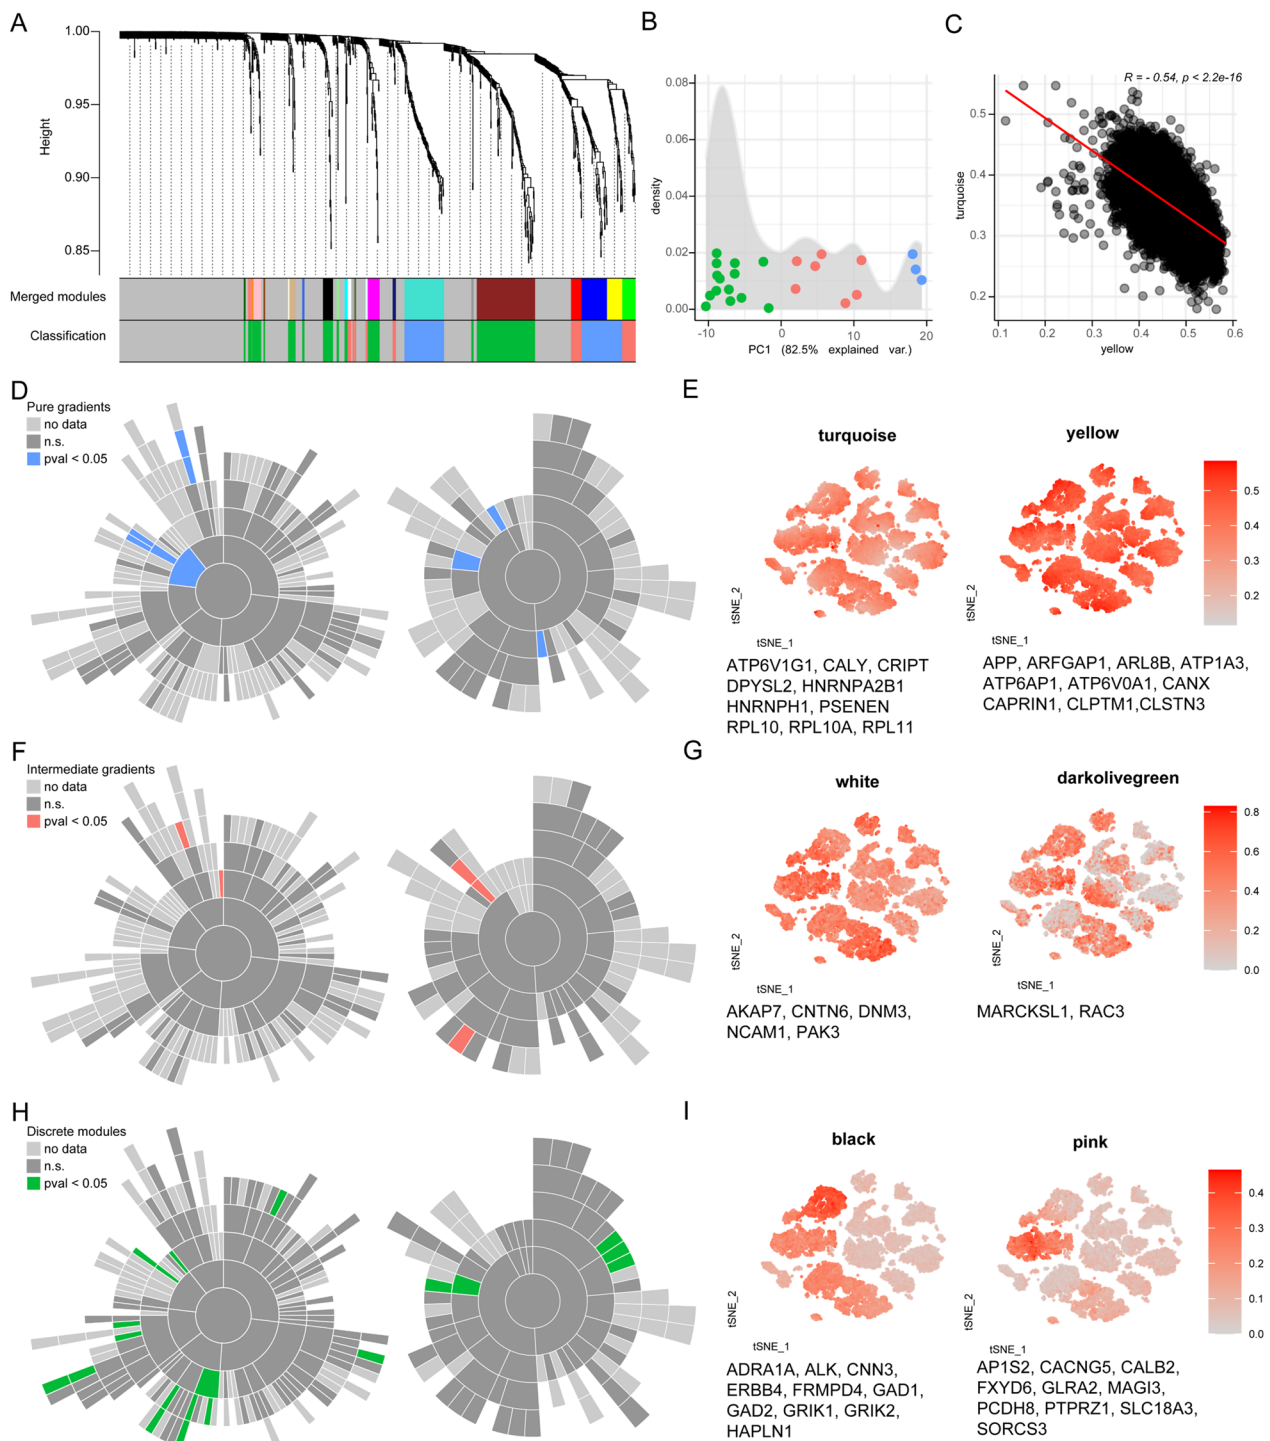 A
1.00
0.95
0.90
0.85
Height
Merged modules
Classification
B
0.08
0.06
0.04
0.02
0.00
density
-10
0
10
20
PC1 (82.5% explained var.)
C
R = - 0.54, p < 2.2e-16
0.5
0.4
0.3
0.2
turquoise
0.1
0.2
0.3
0.4
0.5
0.6
yellow
D
Pure gradients
no data
n.s.
pval < 0.05
E
turquoise
yellow
0.5
0.4
0.3
0.2
tSNE_2
tSNE_1
tSNE_2
tSNE_1
ATP6V1G1, CALY, CRIPT
DPYSL2, HNRNPA2B1
HNRNPH1, PSENEN
RPL10, RPL10A, RPL11
APP, ARFGAP1, ARL8B, ATP1A3,
ATP6AP1, ATP6V0A1, CANX
CAPRIN1, CLPTM1,CLSTN3
F
Intermediate gradients
no data
n.s.
pval < 0.05
G
white
darkolivegreen
0.8
0.6
0.4
0.2
0.0
tSNE_2
tSNE_1
tSNE_2
tSNE_1
AKAP7, CNTN6, DNM3,
NCAM1, PAK3
MARCKSL1, RAC3
H
Discrete modules
no data
n.s.
pval < 0.05
I
black
pink
0.4
0.3
0.2
0.1
0.0
tSNE_2
tSNE_1
tSNE_2
tSNE_1
ADRA1A, ALK, CNN3,
ERBB4, FRMPD4, GAD1,
GAD2, GRIK1, GRIK2,
HAPLN1
AP1S2, CACNG5, CALB2,
FXYD6, GLRA2, MAGI3,
PCDH8, PTPRZ1, SLC18A3,
SORCS3